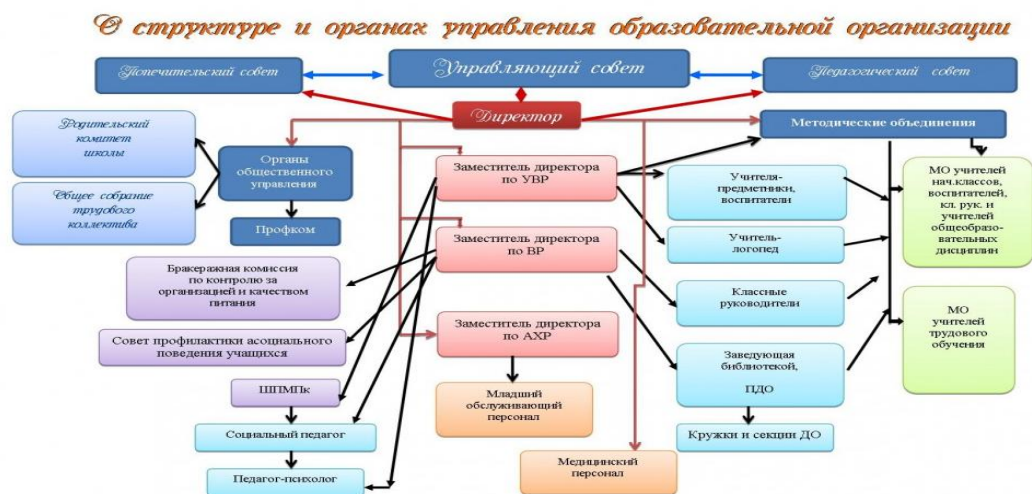 О структуре и органах управления образовательной организации
Попечительский совет
Управляющий совет
Педагогический совет
Директор
Родительский
комитет
школы
Общее собрание
трудового
коллектива
Органы
общественного
управления
Профком
Заместитель директора
по УВР
Заместитель директора
по ВР
Заместитель директора
по АХР
Младший
обслуживающий
персонал
Медицинский
персонал
Бракеражная комиссия
по контролю за
организацией и качеством
питания
Совет профилактики асоциального
поведения учащихся
ШПМПк
Социальный педагог
Педагог-психолог
Методические объединения
Учителя-
предметники,
воспитатели
Учитель-
логопед
Классные
руководители
Заведующая
библиотекой,
ПДО
Кружки и секции ДО
МО учителей
нач.классов,
воспитателей,
кл. рук. и
учителей
общеобразо-
вательных
дисциплин
МО
учителей
трудового
обучения